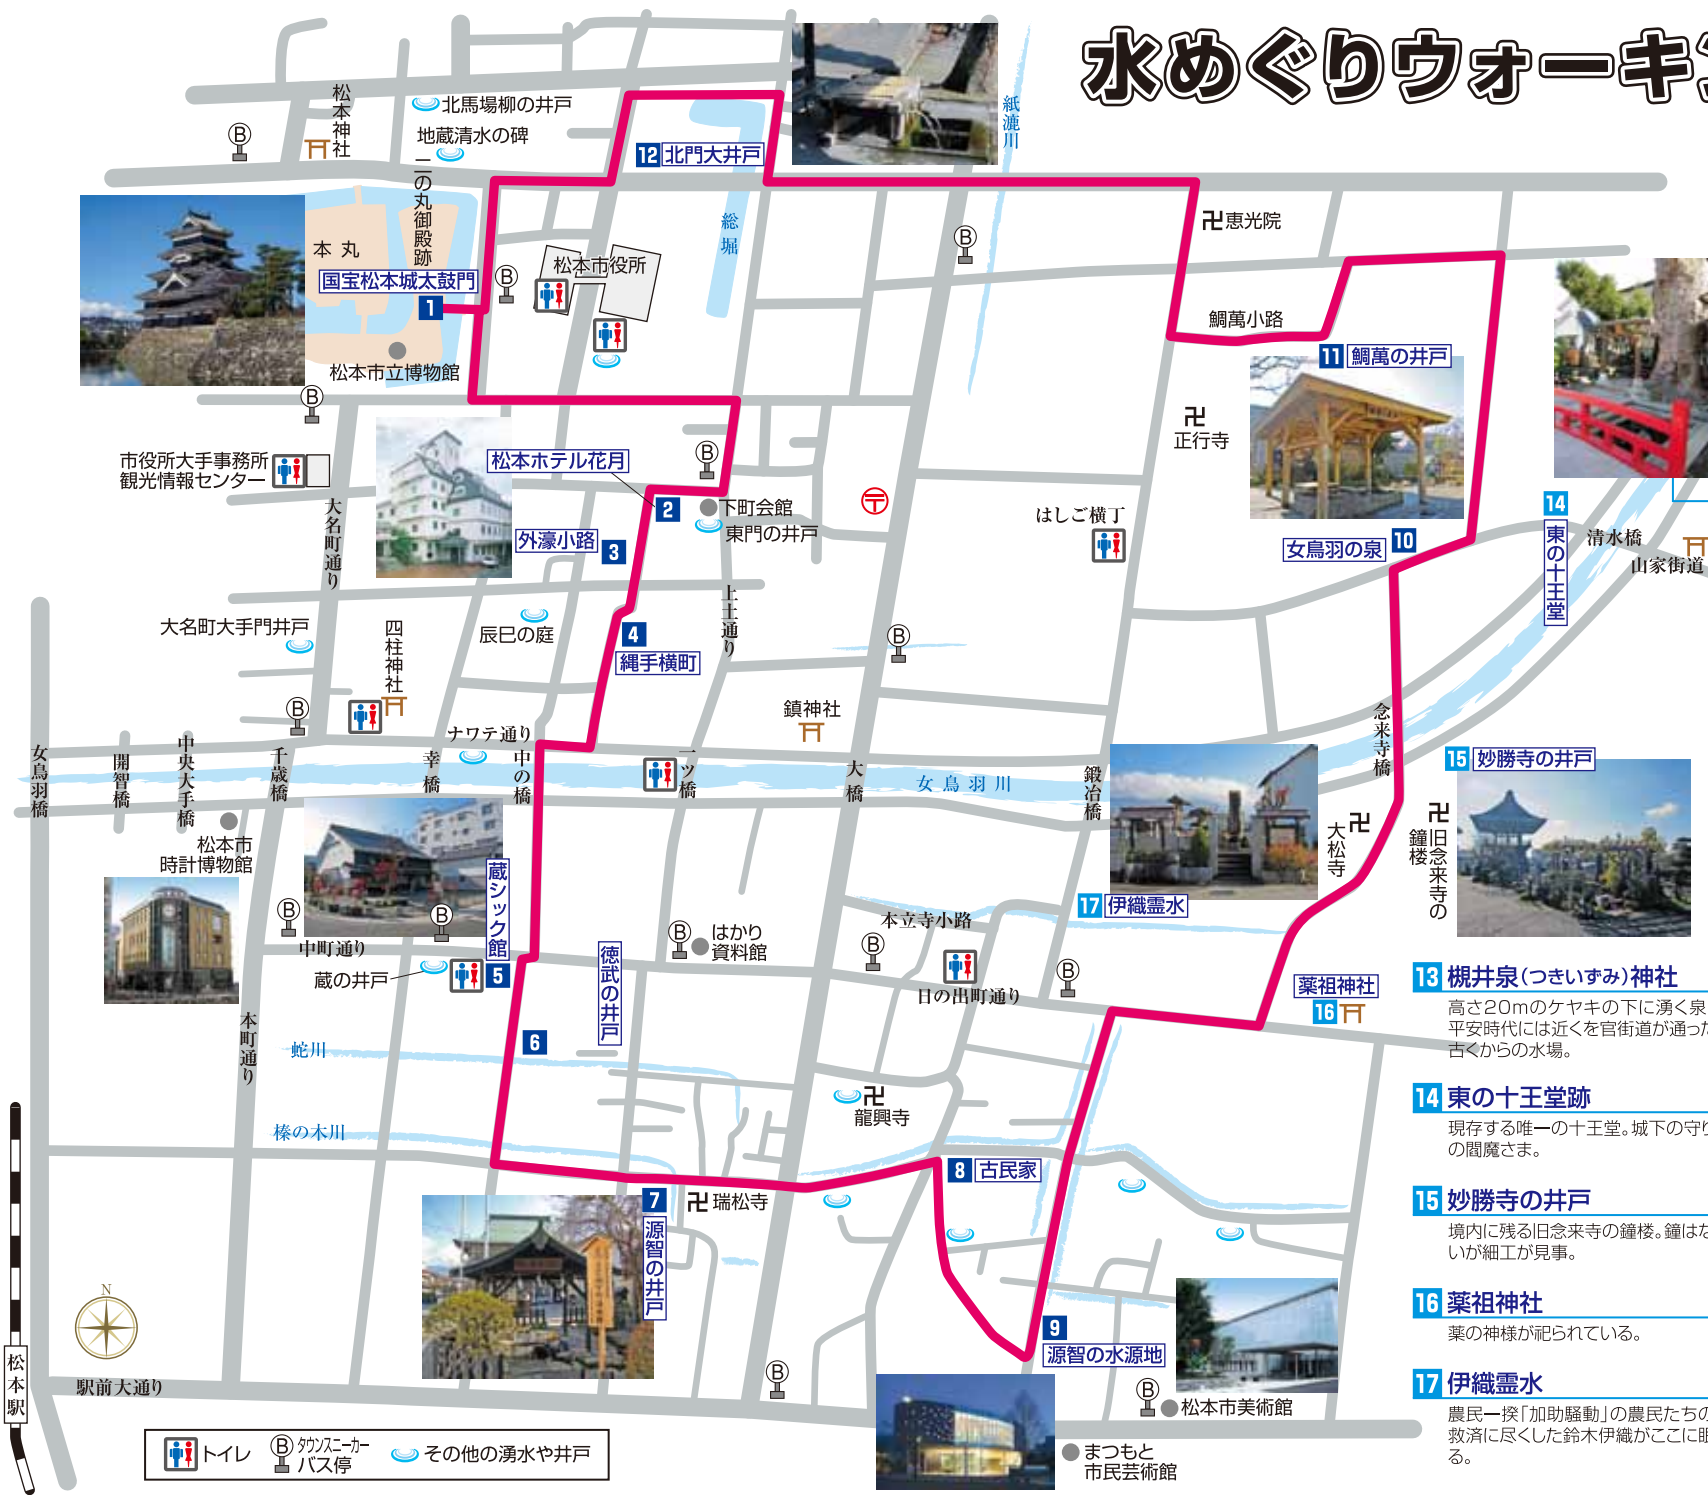 水めぐりウォーキン
松本神社
北馬場柳の井戸
地蔵清水の碑
二の丸御殿跡
本丸
国宝松本城太鼓門
1
松本市立博物館
松本市役所
12 北門大井戸
総堀
紙漉川
卍恵光院
鯛萬小路
11 鯛萬の井戸
卍
正行寺
市役所大手事務所
観光情報センター
大名町通り
松本ホテル花月
2
下町会館
東門の井戸
外濠小路 3
〒
はしご横丁
女鳥羽の泉 10
14
東の十王堂
清水橋
山家街道
上土通り
大名町大手門井戸
四柱神社
辰巳の庭
4
縄手横町
鎮神社
ナワテ通り
女鳥羽橋
開智橋
中央大手橋
千歳橋
幸橋
中の橋
一ツ橋
大橋
女鳥羽川
鍛冶橋
念来寺橋
15 妙勝寺の井戸
卍
大松寺
卍
旧念来寺の
鐘楼
松本市
時計博物館
蔵シック館
5
中町通り
蔵の井戸
はかり
資料館
徳武の井戸
6
本立寺小路
日の出町通り
17 伊織霊水
薬祖神社
16
本町通り
蛇川
榛の木川
卍
龍興寺
8 古民家
7
源智の井戸
卍瑞松寺
9
源智の水源地
松本市美術館
まつもと
市民芸術館
N
松本駅
駅前大通り
トイレ
B タウンスニーカー
バス停
その他の湧水や井戸
13 槻井泉(つきいずみ)神社
高さ20mのケヤキの下に湧く泉
平安時代には近くを官街道が通った
古くからの水場。
14 東の十王堂跡
現存する唯一の十王堂。城下の守り
の閻魔さま。
15 妙勝寺の井戸
境内に残る旧念来寺の鐘楼。鐘はな
いが細工が見事。
16 薬祖神社
薬の神様が祀られている。
17 伊織霊水
農民一揆「加助騒動」の農民たちの
救済に尽くした鈴木伊織がここに眠
る。